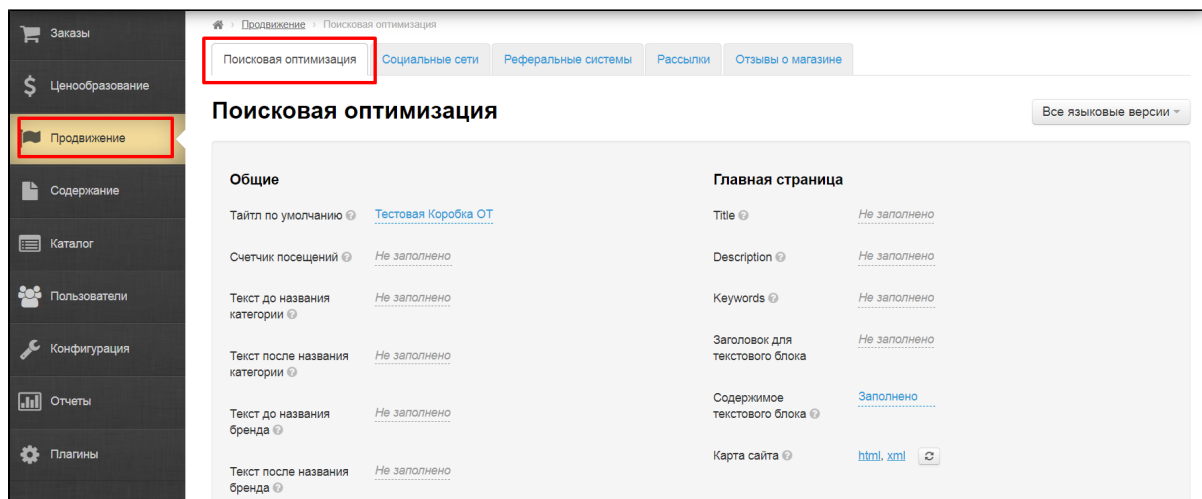 Заказы
Ценообразование
Продвижение
Содержание
Каталог
Пользователи
Конфигурация
Отчеты
Плагины
Продвижение › Поисковая оптимизация
Поисковая оптимизация Социальные сети Реферальные системы Рассылки Отзывы о магазине
Поисковая оптимизация
Все языковые версии
Общие
Тайтл по умолчанию Тестовая Коробка ОТ
Счетчик посещений Не заполнено
Текст до названия Не заполнено
категории
Текст после названия Не заполнено
категории
Текст до названия Не заполнено
бренда
Текст после названия Не заполнено
бренда
Главная страница
Title Не заполнено
Description Не заполнено
Keywords Не заполнено
Заголовок для Не заполнено
текстового блока
Содержимое Заполнено
текстового блока
Карта сайта html, xml